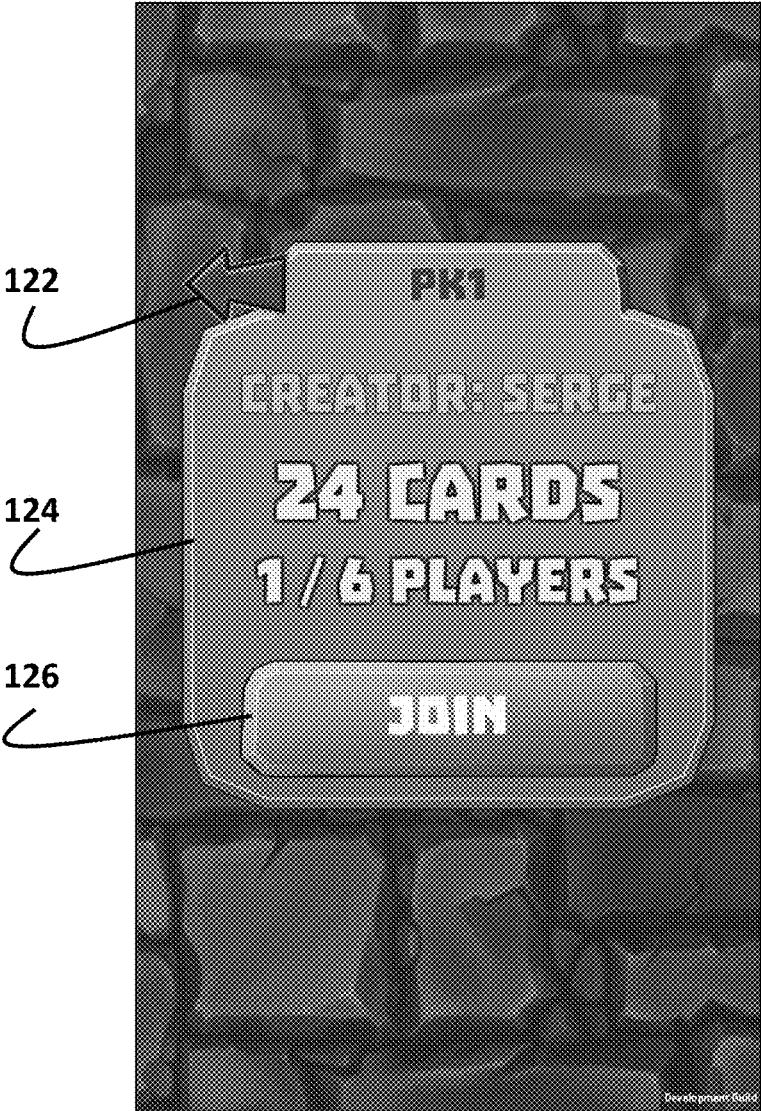 PK1
122
CREATOR: SERGE
24 CARDS
124
1 / 6 PLAYERS
126
JOIN
Development Build